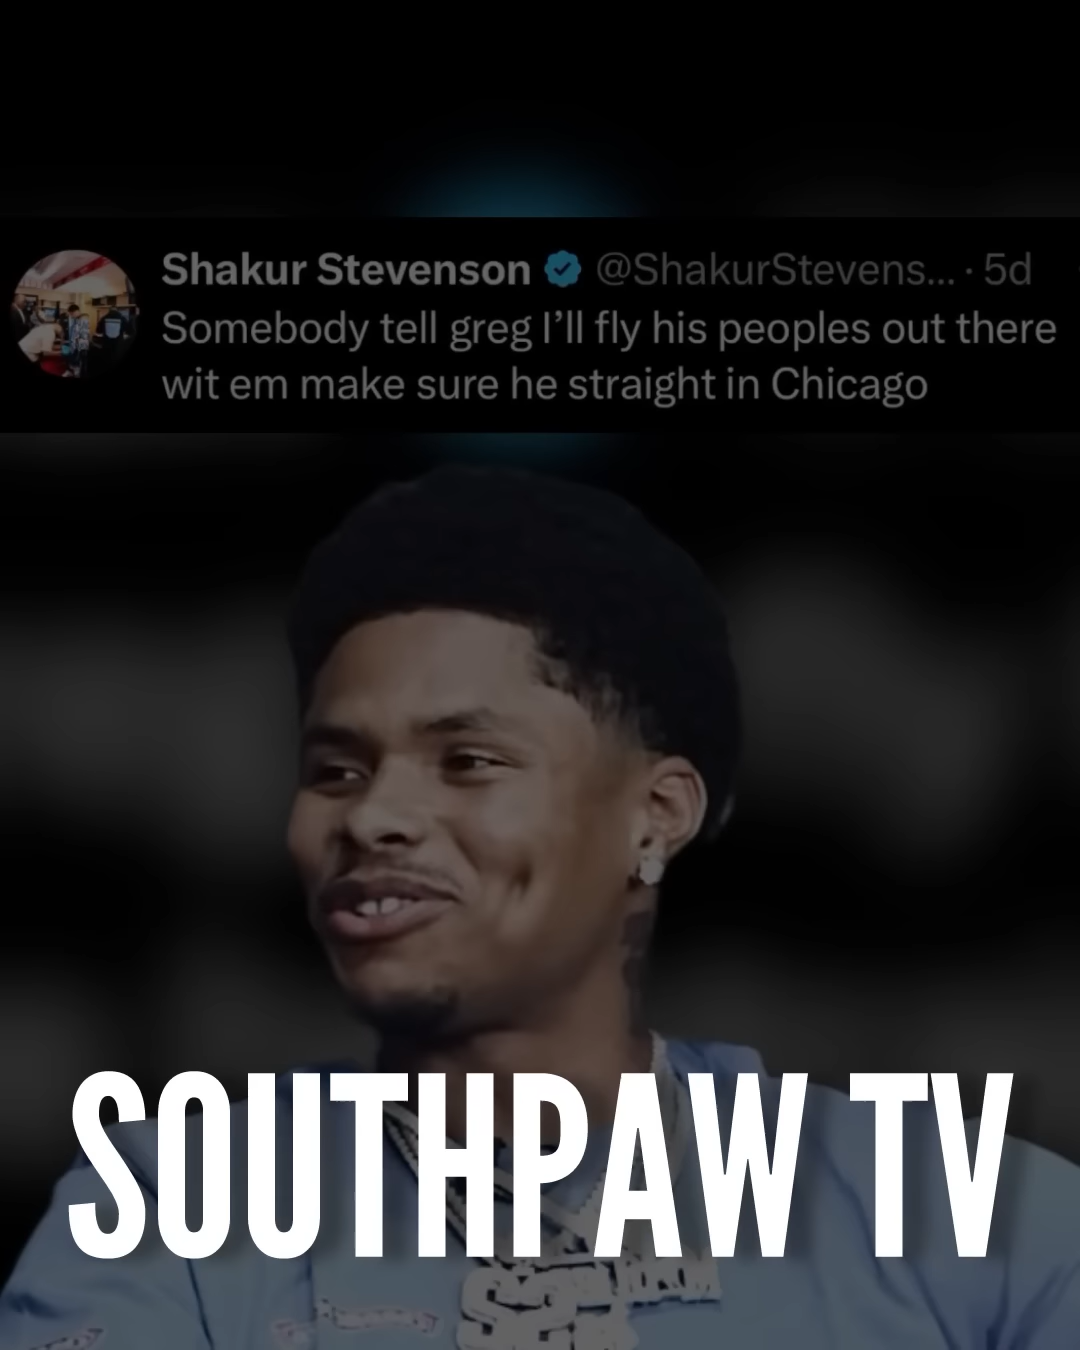 Shakur Stevenson @ShakurStevens... · 5d
Somebody tell greg I’ll fly his peoples out there
wit em make sure he straight in Chicago
SOUTHPAW TV